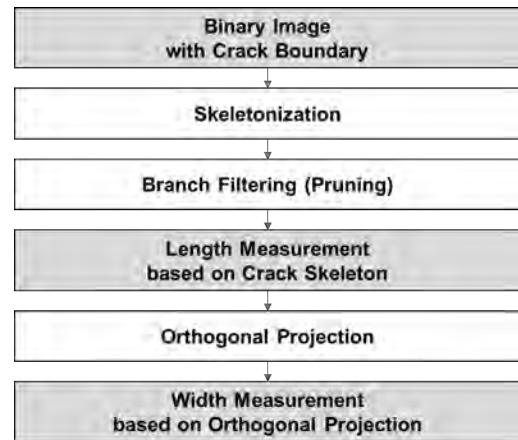 Binary Image
with Crack Boundary
Skeletonization
Branch Filtering (Pruning)
Length Measurement
based on Crack Skeleton
Orthogonal Projection
Width Measurement
based on Orthogonal Projection